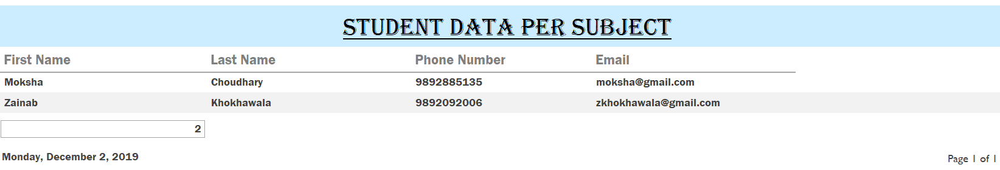 STUDENT DATA PER SUBJECT
First Name Last Name Phone Number Email
Moksha Choudhary 9892885135 moksha@gmail.com
Zainab Khokhawala 9892092006 zkhokhawala@gmail.com
2
Monday, December 2, 2019 Page 1 of 1